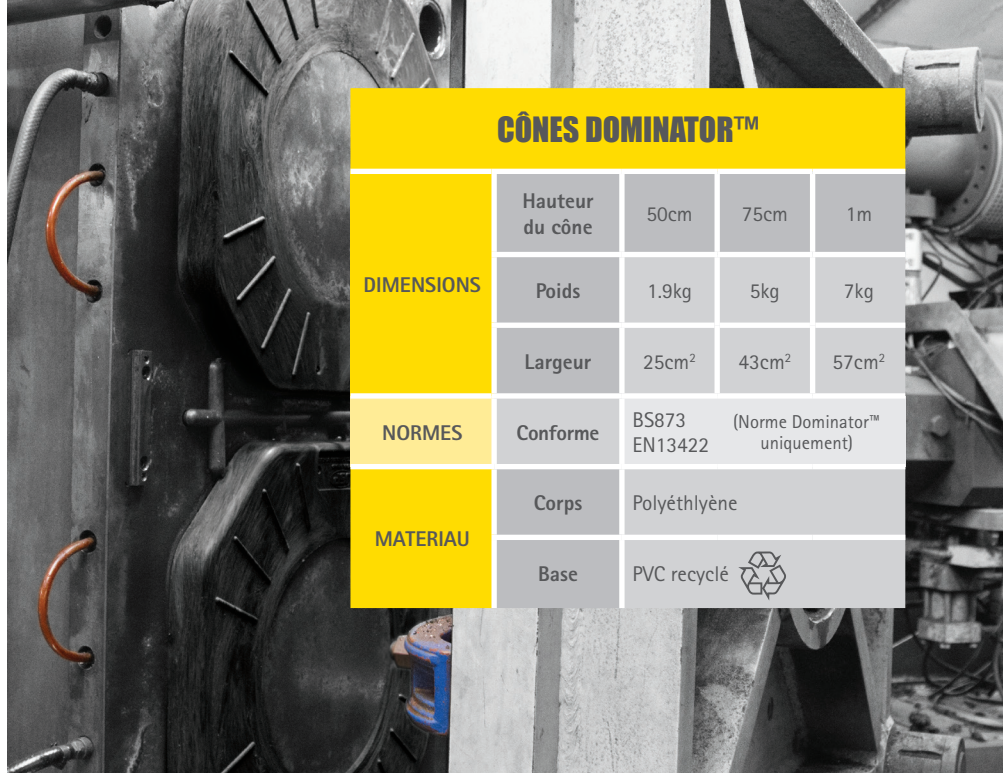 CÔNES DOMINATOR™
DIMENSIONS
Hauteur
du cône
50cm
75cm
1m
Poids
1.9kg
5kg
7kg
Largeur
25cm²
43cm²
57cm²
NORMES
Conforme
BS873
EN13422
(Norme Dominator™
uniquement)
MATERIAU
Corps
Polyéthlyène
Base
PVC recyclé